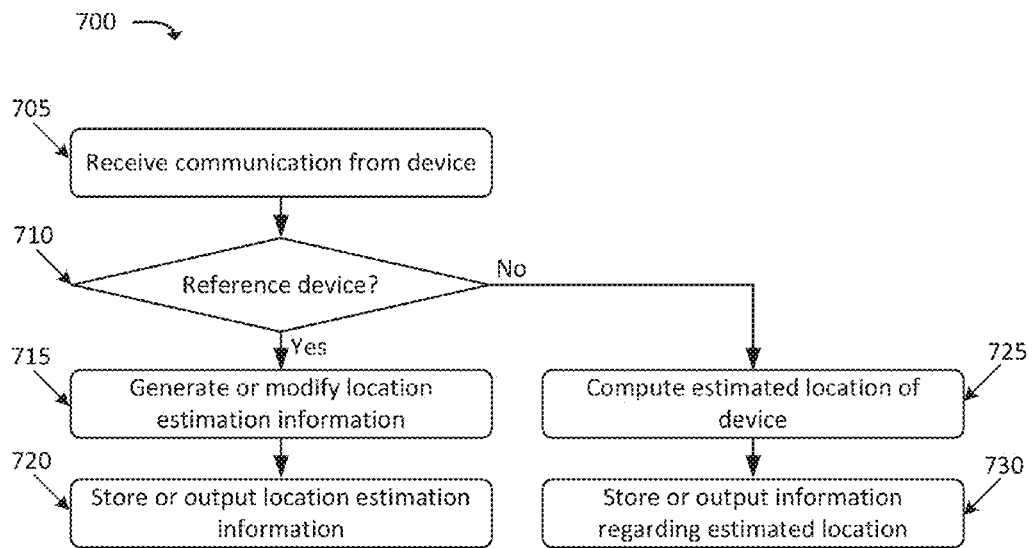 700
705
Receive communication from device
710
Reference device?
No
Yes
715
Generate or modify location
estimation information
725
Compute estimated location of
device
720
Store or output location estimation
information
730
Store or output information
regarding estimated location